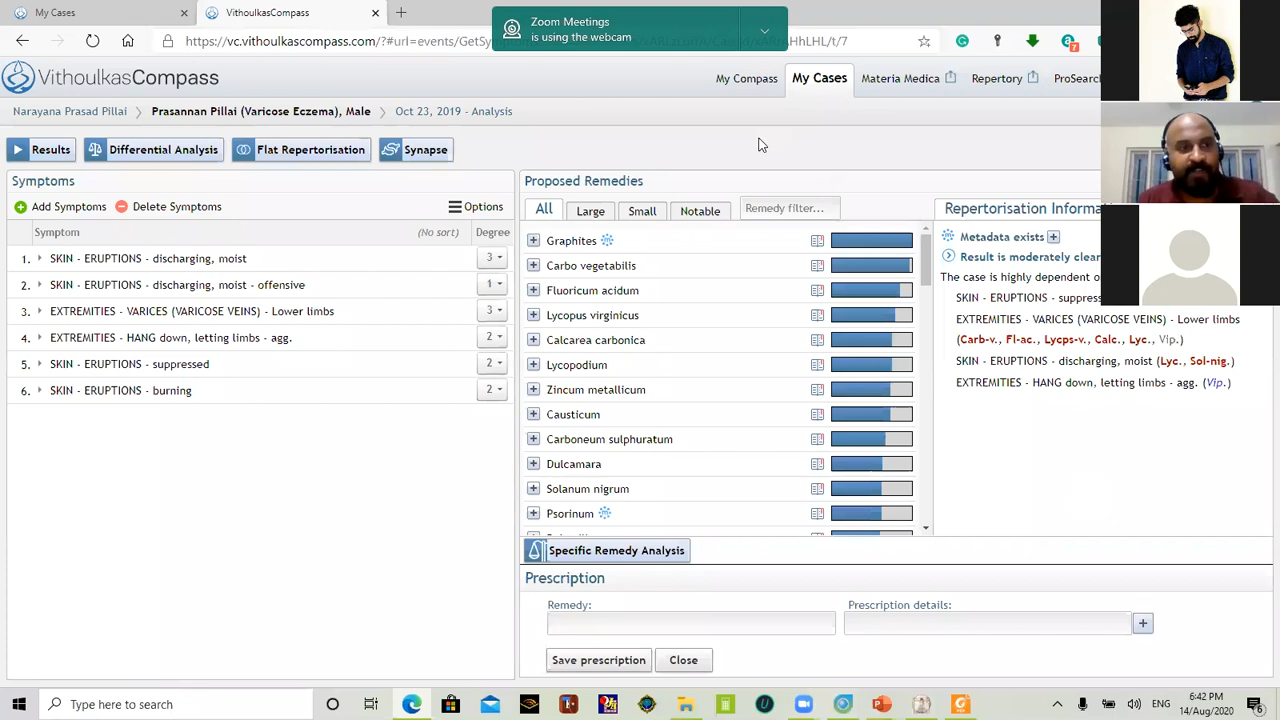 My Cases
VithoulkasCompass
Zoom Meetings
is using the webcam
https://vc.vithoulkascompass.com/?#url=events/GetSy
VithoulkasCompass
My Compass
My Cases
Materia Medica
Repertory
ProSearch
Narayana Prasad Pillai
Prasannan Pillai (Varicose Eczema), Male
Oct 23, 2019 - Analysis
Results
Differential Analysis
Flat Repertorisation
Synapse
Symptoms
Add Symptoms
Delete Symptoms
Options
Symptom (No sort) Degree
1. SKIN - ERUPTIONS - discharging, moist 3
2. SKIN - ERUPTIONS - discharging, moist - offensive 1
3. EXTREMITIES - VARICES (VARICOSE VEINS) - Lower limbs 3
4. EXTREMITIES - HANG down, letting limbs - agg. 2
5. SKIN - ERUPTIONS - suppressed 2
6. SKIN - ERUPTIONS - burning 2
Proposed Remedies
All
Large
Small
Notable
Remedy filter...
Graphites
Carbo vegetabilis
Fluoricum acidum
Lycopus virginicus
Calcarea carbonica
Lycopodium
Zincum metallicum
Causticum
Carboneum sulphuratum
Dulcamara
Solanum nigrum
Psorinum
Repertorisation Informa
Metadata exists
Result is moderately clear
The case is highly dependent o
SKIN - ERUPTIONS - suppress
EXTREMITIES - VARICES (VARICOSE VEINS) - Lower limbs
(Carb-v., Fl-ac., Lycps-v., Calc., Lyc., Vip.)
SKIN - ERUPTIONS - discharging, moist (Lyc., Sol-nig.)
EXTREMITIES - HANG down, letting limbs - agg. (Vip.)
Specific Remedy Analysis
Prescription
Remedy:
Prescription details:
Save prescription
Close
Type here to search
ENG
6:42 PM
14/Aug/2020
6
7